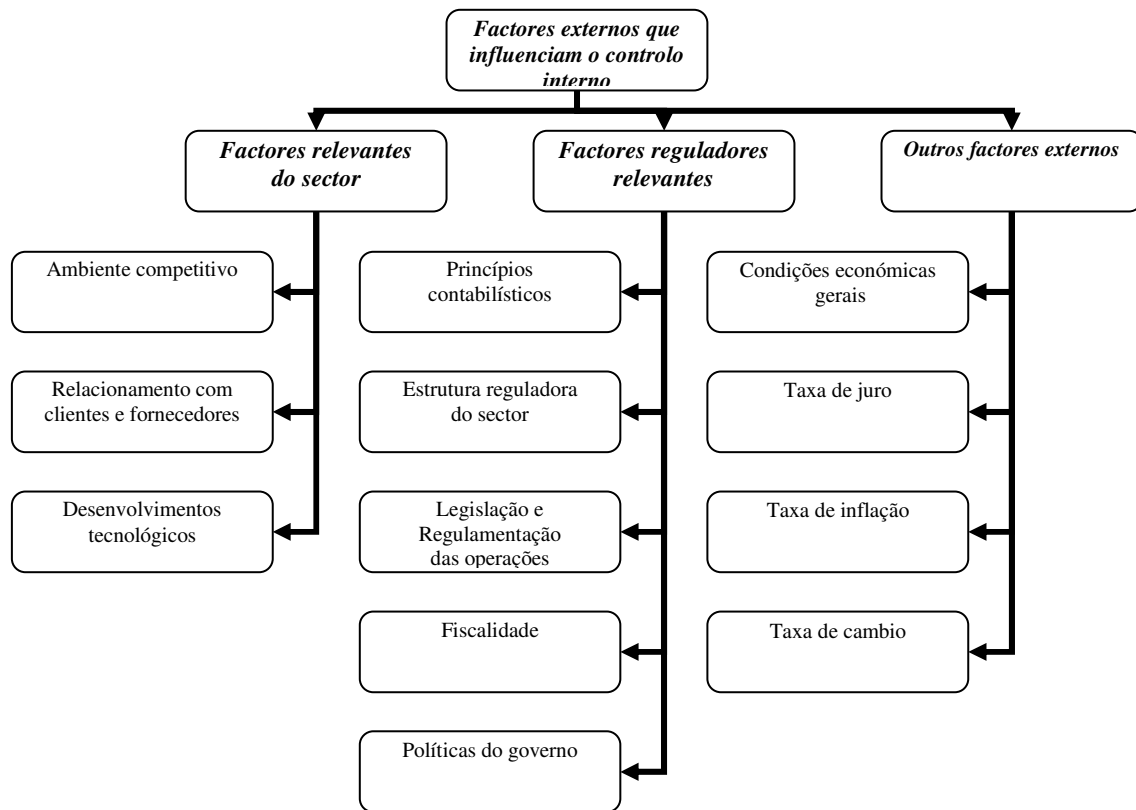 Factores externos que
influenciam o controlo
interno
Factores relevantes
do sector
Factores reguladores
relevantes
Outros factores externos
Ambiente competitivo
Relacionamento com
clientes e fornecedores
Desenvolvimentos
tecnológicos
Princípios
contabilísticos
Estrutura reguladora
do sector
Legislação e
Regulamentação
das operações
Fiscalidade
Políticas do governo
Condições económicas
gerais
Taxa de juro
Taxa de inflação
Taxa de cambio